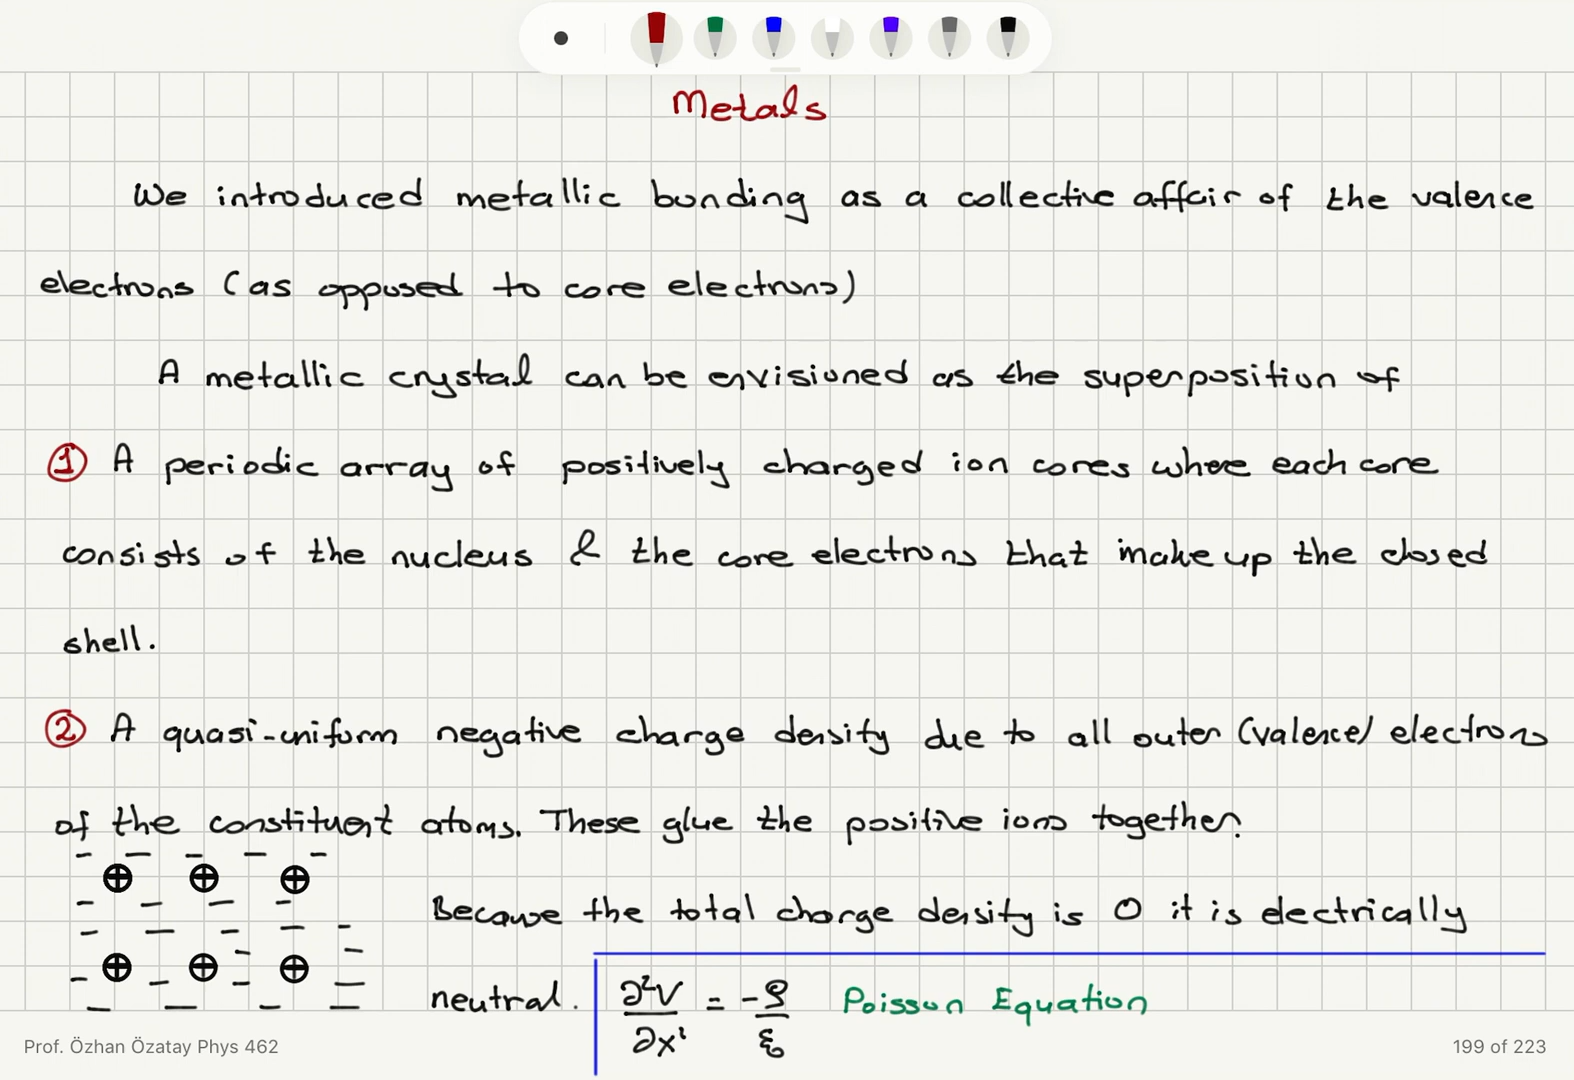 Metals
We introduced metallic bonding as a collective affair of the valence
electrons (as opposed to core electrons)
A metallic crystal can be envisioned as the superposition of
① A periodic array of positively charged ion cores where each core
consists of the nucleus & the core electrons that make up the closed
shell.
② A quasi-uniform negative charge density due to all outer (valence) electrons
of the constituent atoms. These glue the positive ions together.
Because the total charge density is 0 it is electrically
neutral. ∂²V/∂x² = -ρ/ε₀ Poisson Equation
Prof. Özhan Özatay Phys 462
199 of 223